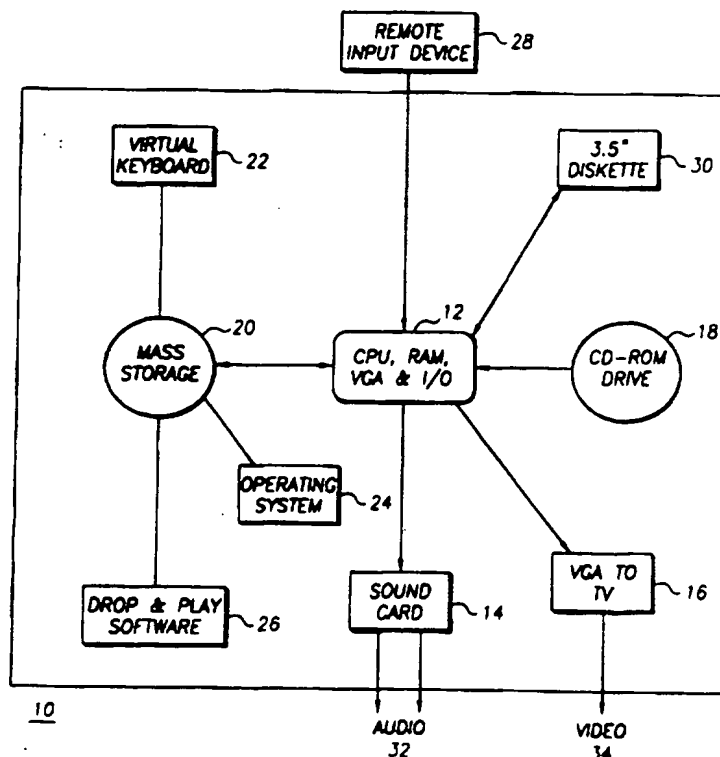 REMOTE
INPUT DEVICE
28
VIRTUAL
KEYBOARD
22
3.5"
DISKETTE
30
12
20
18
MASS
STORAGE
CPU, RAM,
VGA & I/O
CD-ROM
DRIVE
OPERATING
SYSTEM
24
DROP & PLAY
SOFTWARE
26
SOUND
CARD
14
VGA TO
TV
16
10
AUDIO
32
VIDEO
34